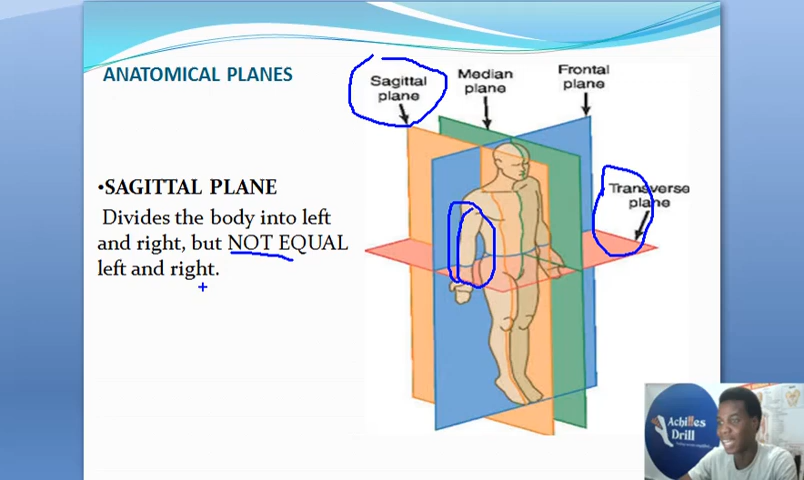 ANATOMICAL PLANES
Sagittal
plane
Median
plane
Frontal
plane
•SAGITTAL PLANE
Divides the body into left
and right, but NOT EQUAL
left and right.
Transverse
plane
Achilles
Drill